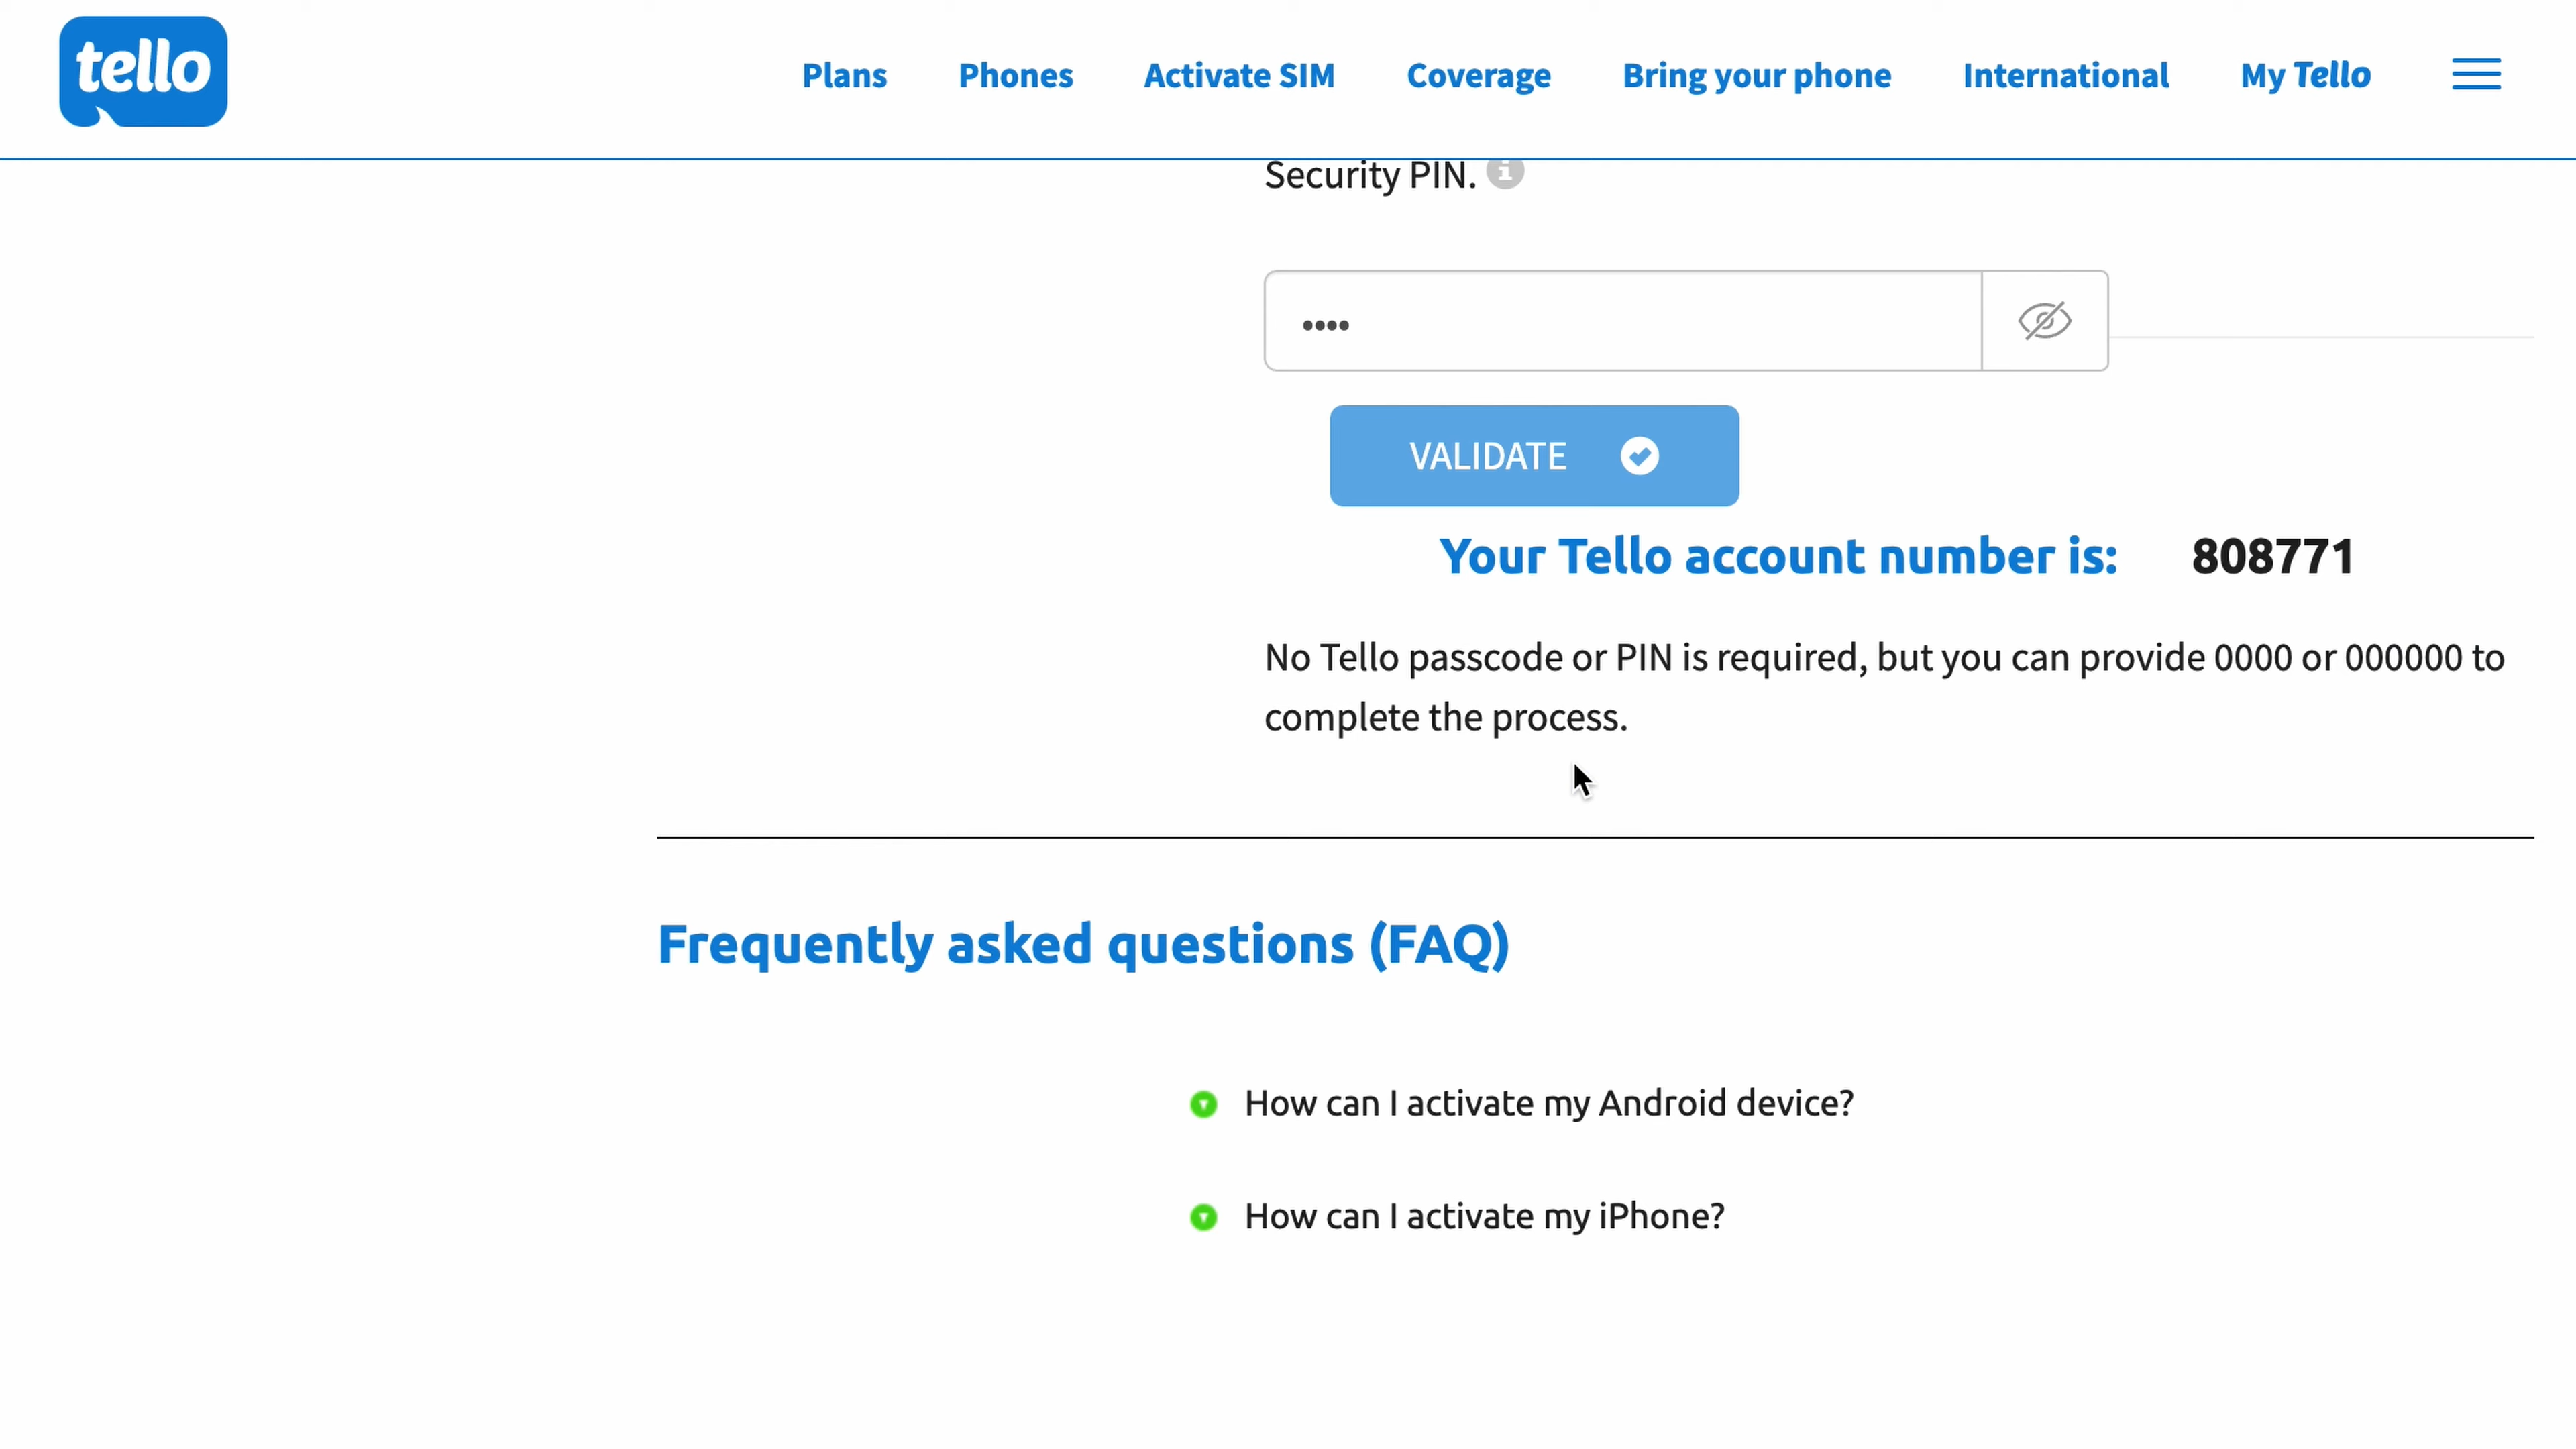 tello
Plans Phones Activate SIM Coverage Bring your phone International My Tello
Security PIN.
••••
VALIDATE
Your Tello account number is: 808771
No Tello passcode or PIN is required, but you can provide 0000 or 000000 to
complete the process.
Frequently asked questions (FAQ)
How can I activate my Android device?
How can I activate my iPhone?